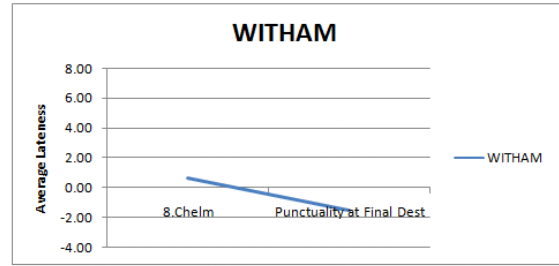 WITHAM
8.00
6.00
4.00
2.00
0.00
-2.00
-4.00
Average Lateness
8.Chelm
Punctuality at Final Dest
WITHAM